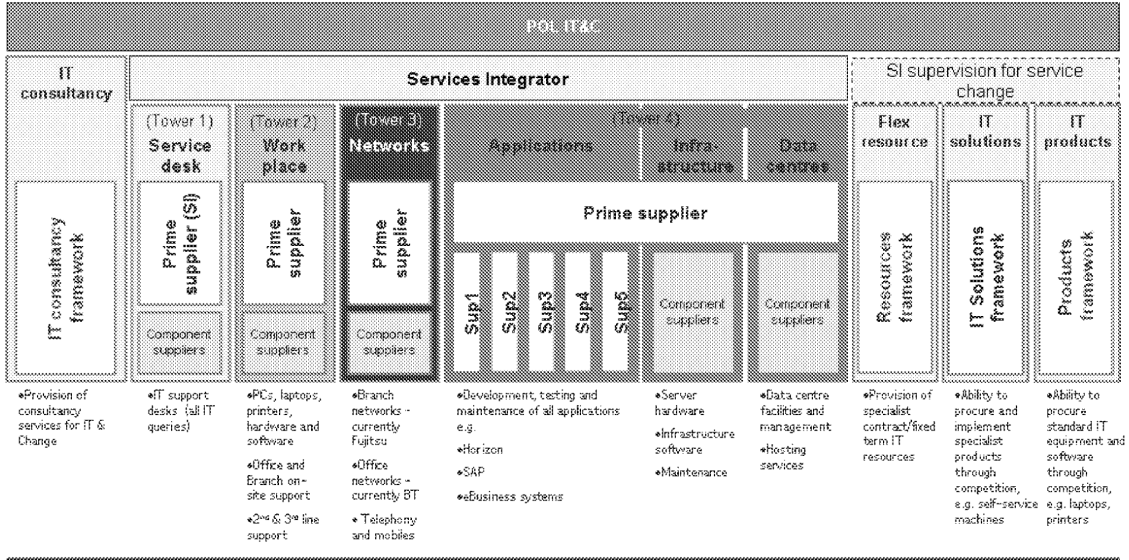 POL IT&C
IT
consultancy
Services Integrator
SI supervision for service
change
(Tower 1)
Service
desk
(Tower 2)
Work
place
(Tower 3)
Networks
(Tower 4)
Applications
Infra-
structure
Data
centres
Flex
resource
IT
solutions
IT
products
IT consultancy
framework
Prime
supplier (SI)
Component
suppliers
Prime
supplier
Component
suppliers
Prime
supplier
Component
suppliers
Prime supplier
Sup1
Sup2
Sup3
Sup4
Sup5
Component
suppliers
Component
suppliers
Resources
framework
IT Solutions
framework
Products
framework
•Provision of
consultancy
services for IT &
Change
•IT support
desks (all IT
queries)
•PCs, laptops,
printers,
hardware and
software
•Office and
Branch on-
site support
•2nd & 3rd line
support
•Branch
networks -
currently
Fujitsu
•Office
networks -
currently BT
• Telephony
and mobiles
•Development, testing and
maintenance of all applications
e.g.
•Horizon
•SAP
•eBusiness systems
•Server
hardware
•Infrastructure
software
•Maintenance
•Data centre
facilities and
management
•Hosting
services
•Provision of
specialist
contract/fixed
term IT
resources
•Ability to
procure and
implement
specialist
products
through
competition,
e.g. self-service
machines
•Ability to
procure
standard IT
equipment and
software
through
competition,
e.g. laptops,
printers